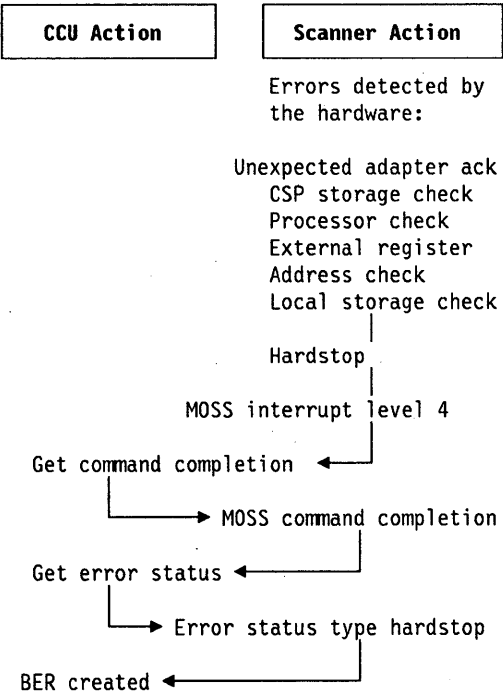 CCU Action
Scanner Action
Errors detected by
the hardware:
Unexpected adapter ack
CSP storage check
Processor check
External register
Address check
Local storage check
Hardstop
MOSS interrupt level 4
Get command completion
MOSS command completion
Get error status
Error status type hardstop
BER created